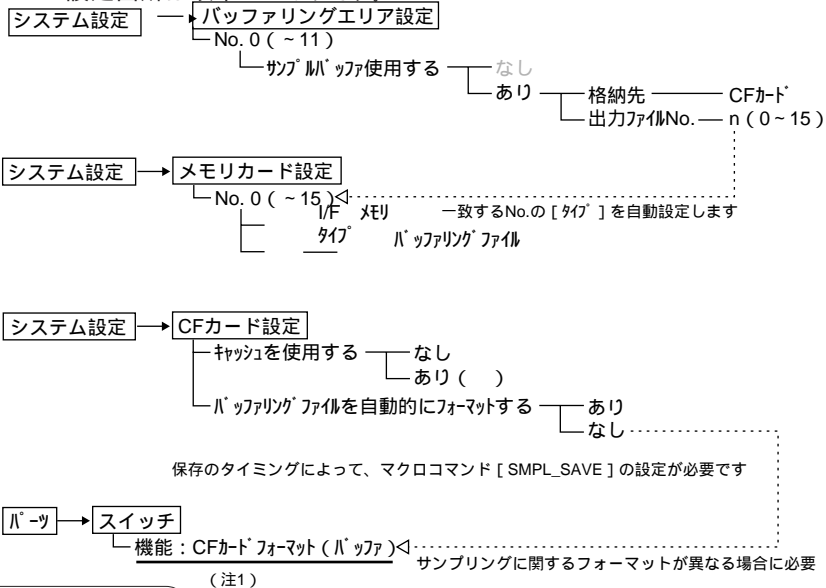 システム設定 バッファリングエリア設定
No. 0 ( ~ 11 )
ｻﾝﾌﾟﾙﾊﾞｯﾌｧ使用する なし
あり 格納先 CFｶｰﾄﾞ
出力ﾌｧｲﾙNo. n ( 0 ~ 15 )
システム設定 メモリカード設定
No. 0 ( ~ 15 )
I/F ﾒﾓﾘ 一致するNo.の [ ﾀｲﾌﾟ ] を自動設定します
ﾀｲﾌﾟ ﾊﾞｯﾌｧﾘﾝｸﾞﾌｧｲﾙ
システム設定 CFカード設定
ｷｬｯｼｭを使用する なし
あり ( )
ﾊﾞｯﾌｧﾘﾝｸﾞﾌｧｲﾙを自動的にﾌｫｰﾏｯﾄする あり
なし
保存のタイミングによって、マクロコマンド [ SMPL_SAVE ] の設定が必要です
ﾊﾟｰﾂ スイッチ
機能 : CFｶｰﾄﾞﾌｫｰﾏｯﾄ ( ﾊﾞｯﾌｧ )
サンプリングに関するフォーマットが異なる場合に必要
( 注1 )